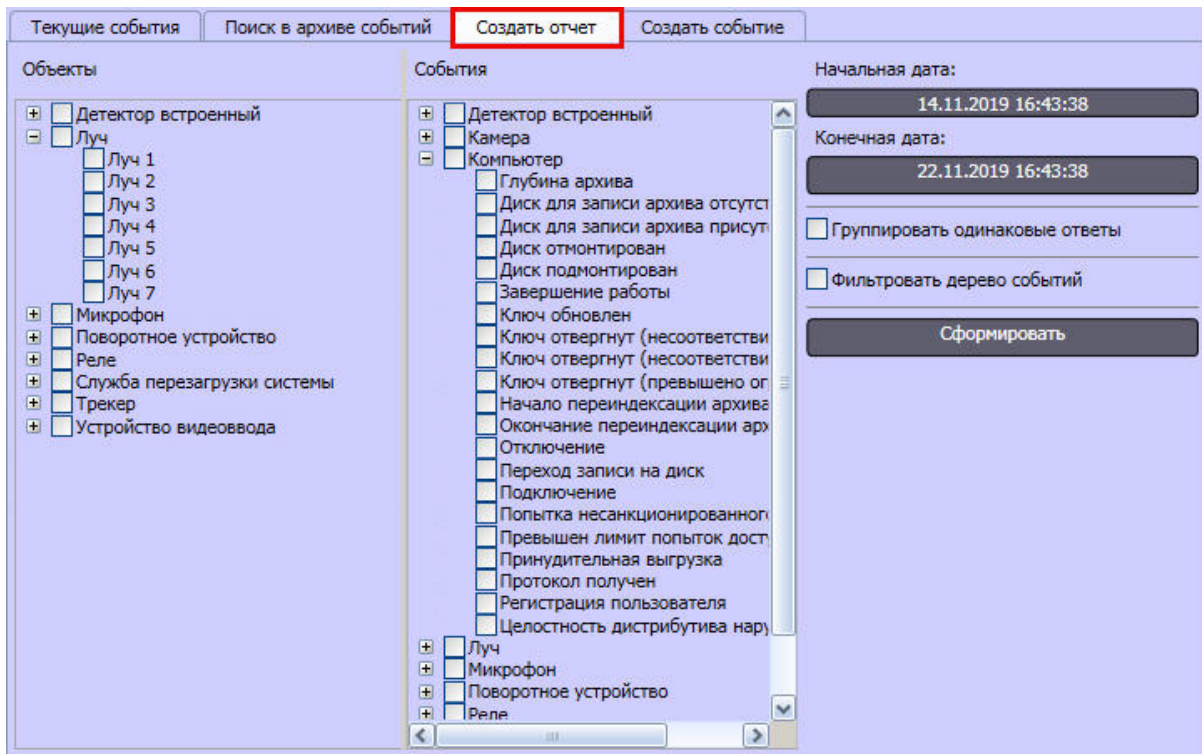 Текущие события
Поиск в архиве событий
Создать отчет
Создать событие
Объекты
Детектор встроенный
Луч
Луч 1
Луч 2
Луч 3
Луч 4
Луч 5
Луч 6
Луч 7
Микрофон
Поворотное устройство
Реле
Служба перезагрузки системы
Трекер
Устройство видеоввода
События
Детектор встроенный
Камера
Компьютер
Глубина архива
Диск для записи архива отсутст
Диск для записи архива присут
Диск отмонтирован
Диск подмонтирован
Завершение работы
Ключ обновлен
Ключ отвергнут (несоответстви
Ключ отвергнут (несоответстви
Ключ отвергнут (превышено ог
Начало переиндексации архива
Окончание переиндексации арх
Отключение
Переход записи на диск
Подключение
Попытка несанкционированног
Превышен лимит попыток дост
Принудительная выгрузка
Протокол получен
Регистрация пользователя
Целостность дистрибутива нару
Луч
Микрофон
Поворотное устройство
Реле
Начальная дата:
14.11.2019 16:43:38
Конечная дата:
22.11.2019 16:43:38
Группировать одинаковые ответы
Фильтровать дерево событий
Сформировать